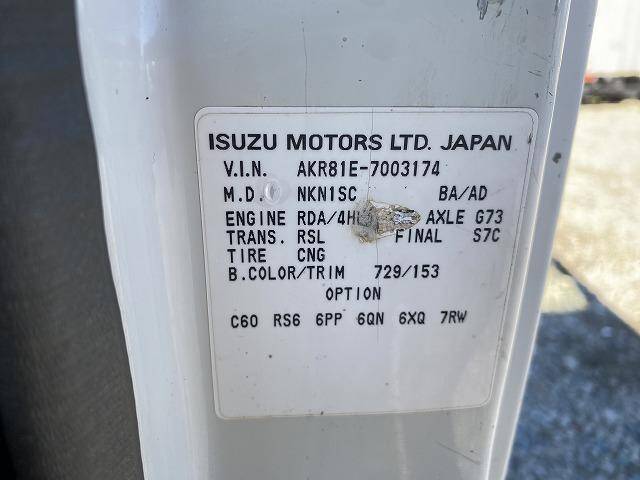 ISUZU MOTORS LTD. JAPAN
V.I.N. AKR81E-7003174
M.D. NKN1SC BA/AD
ENGINE RDA/4H AXLE G73
TRANS. RSL FINAL S7C
TIRE CNG
B.COLOR/TRIM 729/153
OPTION
C60 RS6 6PP 6QN 6XQ 7RW